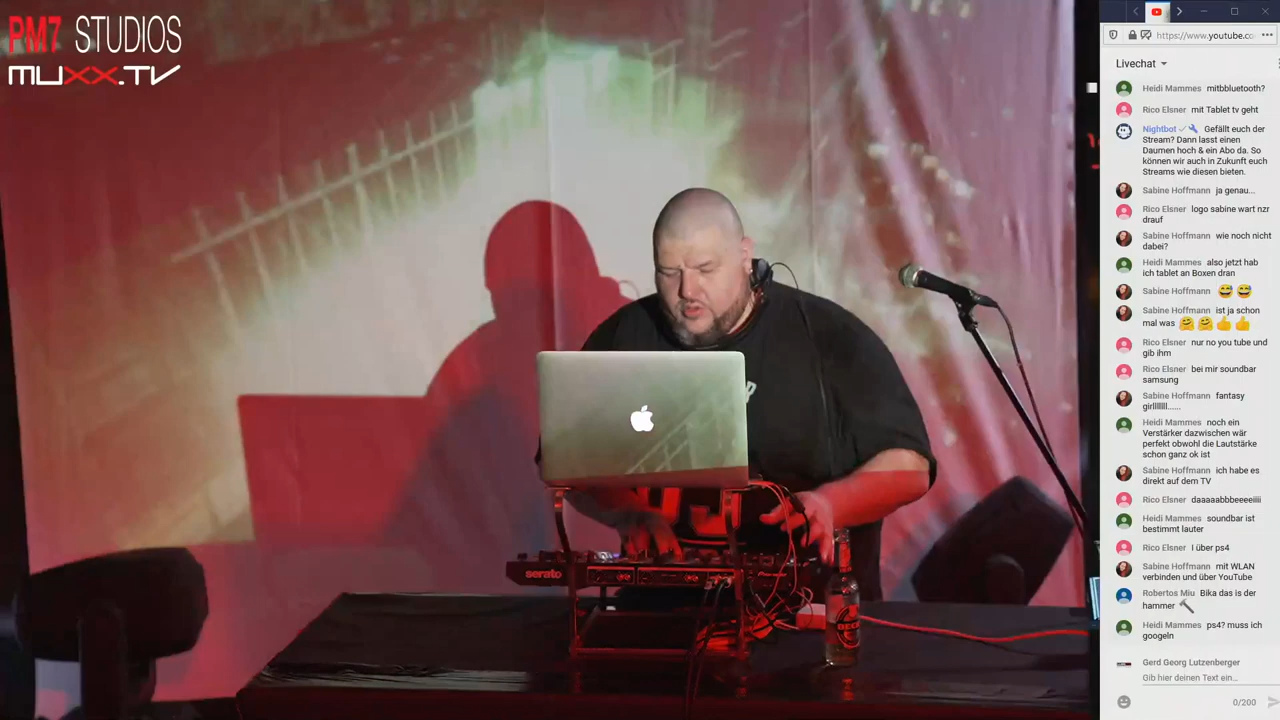 PM7 STUDIOS
MUXX.TV
serato
BECK
https://www.youtube.co
Livechat
Heidi Mammes mitbbluetooth?
Rico Elsner mit Tablet tv geht
Nightbot Gefällt euch der
Stream? Dann lasst einen
Daumen hoch & ein Abo da. So
können wir auch in Zukunft euch
Streams wie diesen bieten.
Sabine Hoffmann ja genau...
Rico Elsner logo sabine wart nzr
drauf
Sabine Hoffmann wie noch nicht
dabei?
Heidi Mammes also jetzt hab
ich tablet an Boxen dran
Sabine Hoffmann 😅 😅
Sabine Hoffmann ist ja schon
mal was 🤗 🤗 👍 👍
Rico Elsner nur no you tube und
gib ihm
Rico Elsner bei mir soundbar
samsung
Sabine Hoffmann fantasy
girlllllll......
Heidi Mammes noch ein
Verstärker dazwischen wär
perfekt obwohl die Lautstärke
schon ganz ok ist
Sabine Hoffmann ich habe es
direkt auf dem TV
Rico Elsner daaaaabbbeeeeiiii
Heidi Mammes soundbar ist
bestimmt lauter
Rico Elsner I über ps4
Sabine Hoffmann mit WLAN
verbinden und über YouTube
Robertos Miu Bika das is der
hammer 🔨
Heidi Mammes ps4? muss ich
googeln
Gerd Georg Lutzenberger
Gib hier deinen Text ein...
0/200